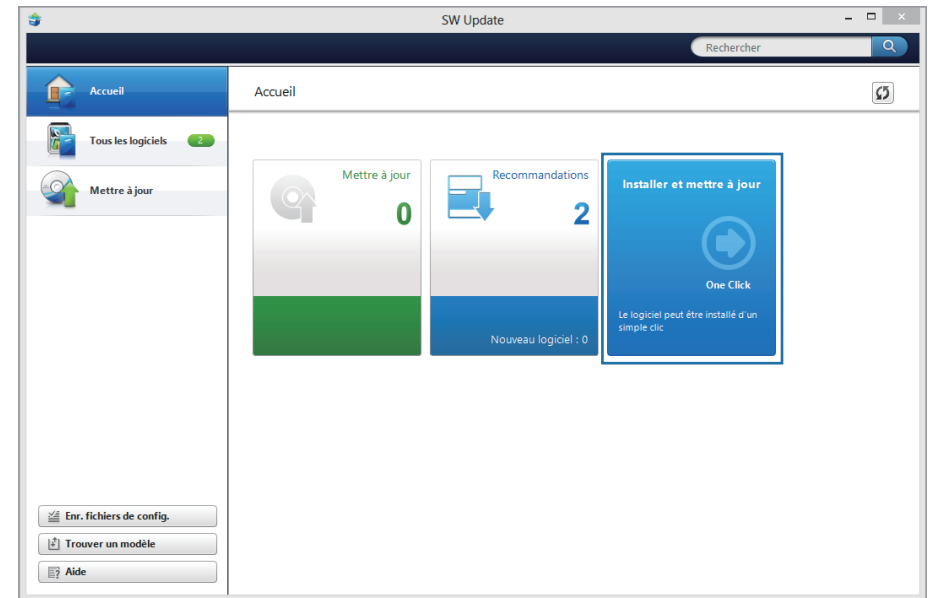 SW Update
Rechercher
Accueil
Tous les logiciels 2
Mettre à jour
Accueil
Mettre à jour
0
Recommandations
2
Nouveau logiciel : 0
Installer et mettre à jour
One Click
Le logiciel peut être installé d'un
simple clic
Enr. fichiers de config.
Trouver un modèle
Aide